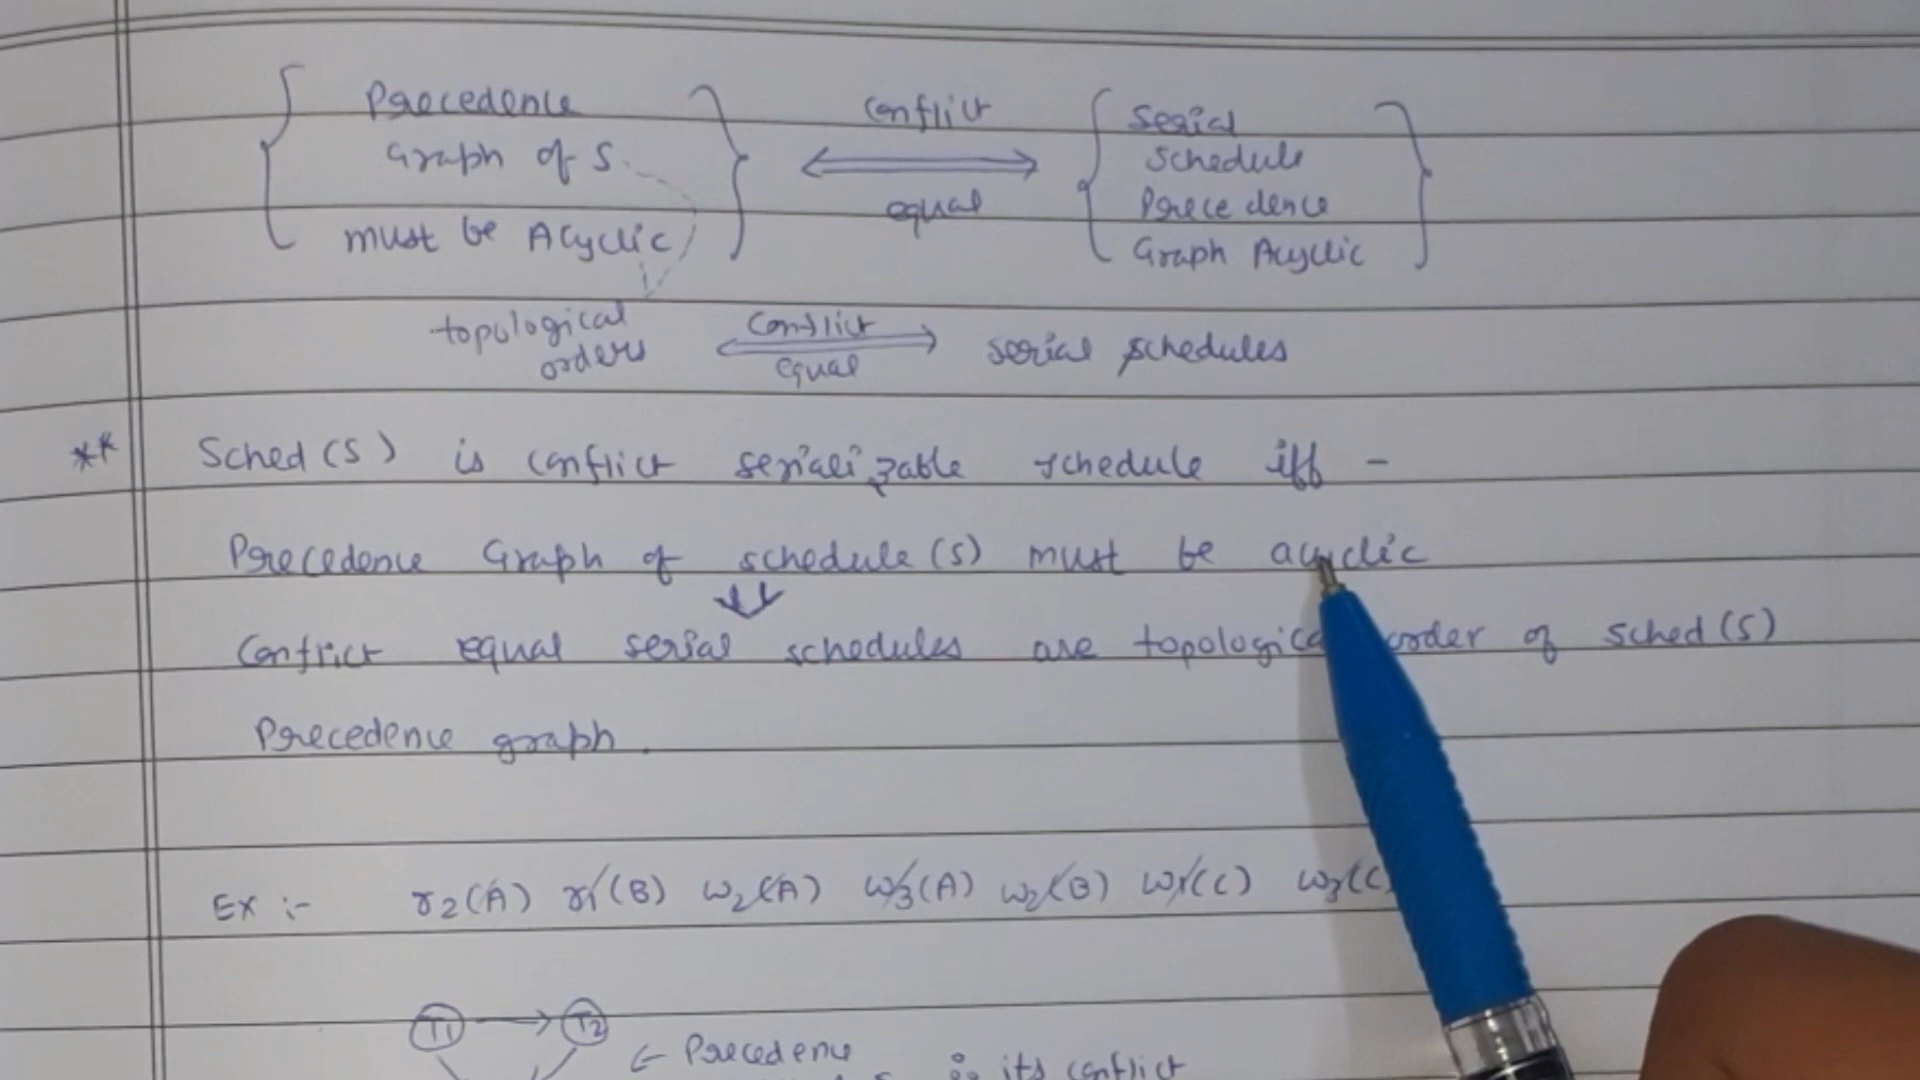 Precedence
Graph of S
must be Acyclic
Conflict
equal
Serial
Schedule
Precedence
Graph Acyclic
topological
orders
Conflict
equal
serial schedules
** Sched (S) is conflict serializable schedule iff -
Precedence Graph of schedule (S) must be acyclic
Conflict equal serial schedules are topological order of Sched (S)
Precedence graph.
Ex :- r2(A) r1(B) w2(A) w3(A) w2(B) w1(C) w3(C)
T1 T2
← Precedence
∴ its conflict